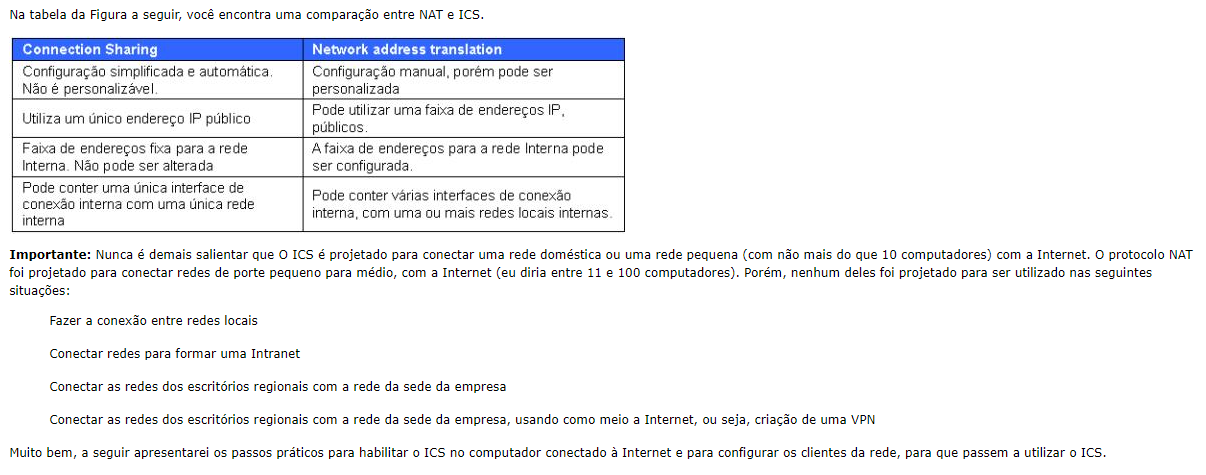 Na tabela da Figura a seguir, você encontra uma comparação entre NAT e ICS.
Connection Sharing
Network address translation
Configuração simplificada e automática.
Não é personalizável.
Configuração manual, porém pode ser
personalizada
Utiliza um único endereço IP público
Pode utilizar uma faixa de endereços IP,
públicos.
Faixa de endereços fixa para a rede
Interna. Não pode ser alterada
A faixa de endereços para a rede Interna pode
ser configurada.
Pode conter uma única interface de
conexão interna com uma única rede
interna
Pode conter várias interfaces de conexão
interna, com uma ou mais redes locais internas.
Importante: Nunca é demais salientar que O ICS é projetado para conectar uma rede doméstica ou uma rede pequena (com não mais do que 10 computadores) com a Internet. O protocolo NAT
foi projetado para conectar redes de porte pequeno para médio, com a Internet (eu diria entre 11 e 100 computadores). Porém, nenhum deles foi projetado para ser utilizado nas seguintes
situações:
Fazer a conexão entre redes locais
Conectar redes para formar uma Intranet
Conectar as redes dos escritórios regionais com a rede da sede da empresa
Conectar as redes dos escritórios regionais com a rede da sede da empresa, usando como meio a Internet, ou seja, criação de uma VPN
Muito bem, a seguir apresentarei os passos práticos para habilitar o ICS no computador conectado à Internet e para configurar os clientes da rede, para que passem a utilizar o ICS.